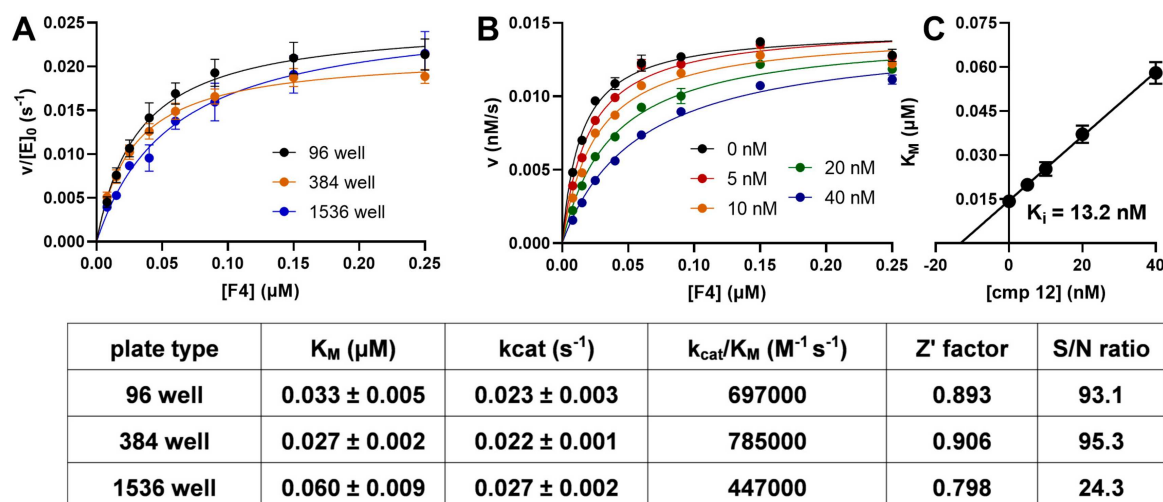 A
0.025
0.020
0.015
0.010
0.005
0.000
v/[E]₀ (s⁻¹)
96 well
384 well
1536 well
0.00 0.05 0.10 0.15 0.20 0.25
[F4] (µM)
B
0.015
0.010
0.005
0.000
v (nM/s)
0 nM
5 nM
10 nM
20 nM
40 nM
0.00 0.05 0.10 0.15 0.20 0.25
[F4] (µM)
C
0.060
0.045
0.030
0.015
K_M (µM)
K_i = 13.2 nM
-20 0 20 40
[cmp 12] (nM)
plate type K_M (µM) kcat (s⁻¹) k_cat/K_M (M⁻¹ s⁻¹) Z' factor S/N ratio
96 well 0.033 ± 0.005 0.023 ± 0.003 697000 0.893 93.1
384 well 0.027 ± 0.002 0.022 ± 0.001 785000 0.906 95.3
1536 well 0.060 ± 0.009 0.027 ± 0.002 447000 0.798 24.3